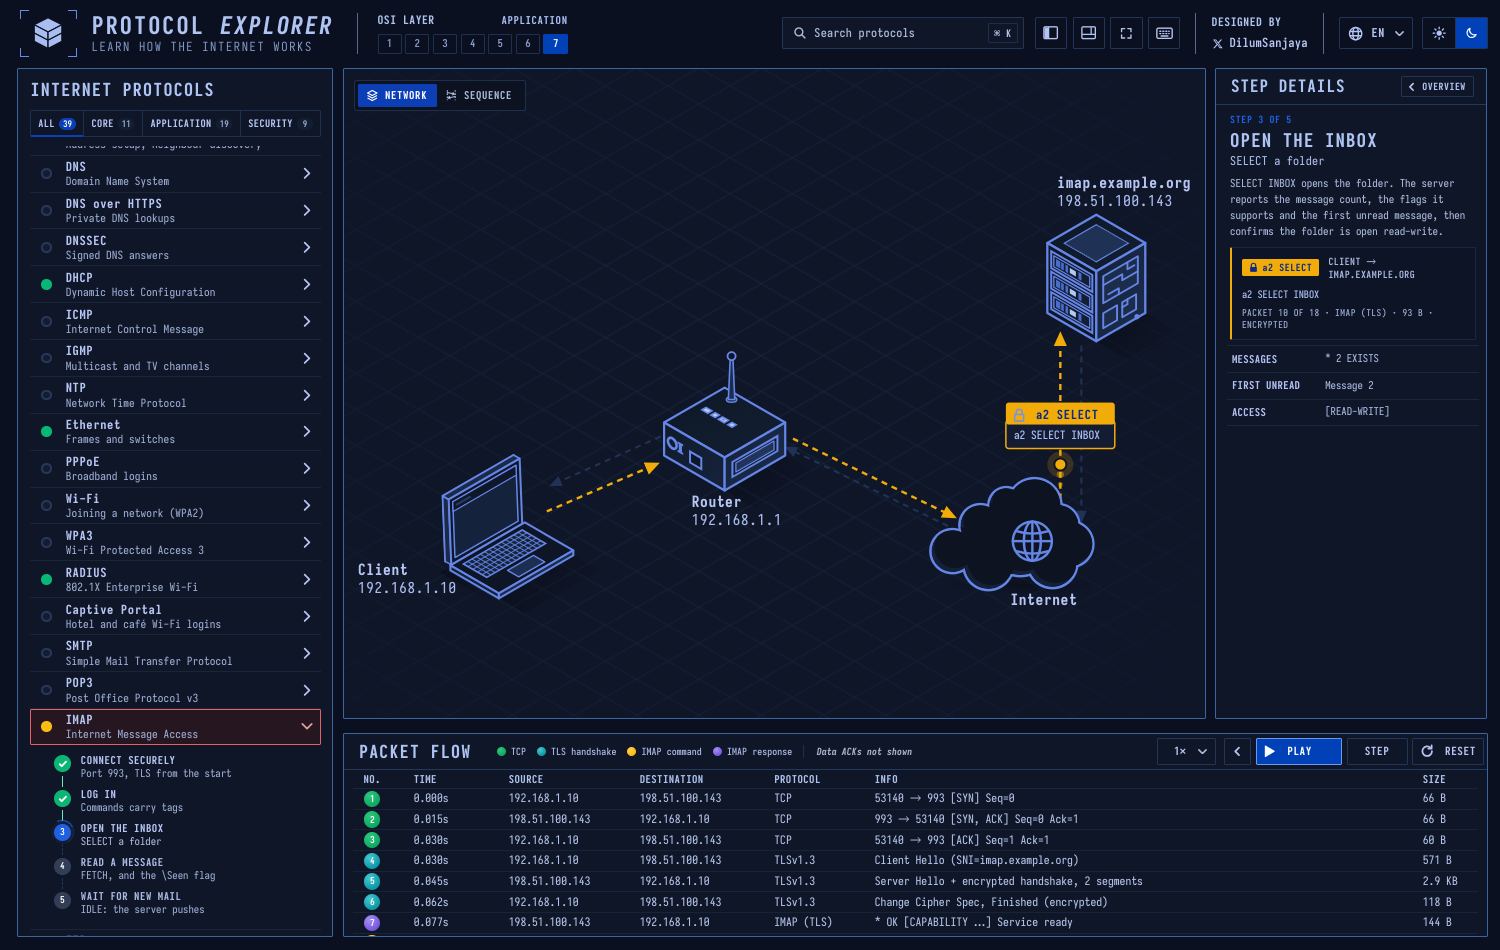 PROTOCOL EXPLORER
LEARN HOW THE INTERNET WORKS
OSI LAYER APPLICATION
1 2 3 4 5 6 7
Search protocols ⌘ K
DESIGNED BY
DilumSanjaya
EN
INTERNET PROTOCOLS
ALL 39 CORE 11 APPLICATION 19 SECURITY 9
Address setup, neighbour discovery
DNS
Domain Name System
DNS over HTTPS
Private DNS lookups
DNSSEC
Signed DNS answers
DHCP
Dynamic Host Configuration
ICMP
Internet Control Message
IGMP
Multicast and TV channels
NTP
Network Time Protocol
Ethernet
Frames and switches
PPPoE
Broadband logins
Wi-Fi
Joining a network (WPA2)
WPA3
Wi-Fi Protected Access 3
RADIUS
802.1X Enterprise Wi-Fi
Captive Portal
Hotel and café Wi-Fi logins
SMTP
Simple Mail Transfer Protocol
POP3
Post Office Protocol v3
IMAP
Internet Message Access
CONNECT SECURELY
Port 993, TLS from the start
LOG IN
Commands carry tags
3 OPEN THE INBOX
SELECT a folder
4 READ A MESSAGE
FETCH, and the \Seen flag
5 WAIT FOR NEW MAIL
IDLE: the server pushes
NETWORK SEQUENCE
imap.example.org
198.51.100.143
a2 SELECT
a2 SELECT INBOX
Router
192.168.1.1
Client
192.168.1.10
Internet
STEP DETAILS OVERVIEW
STEP 3 OF 5
OPEN THE INBOX
SELECT a folder
SELECT INBOX opens the folder. The server
reports the message count, the flags it
supports and the first unread message, then
confirms the folder is open read-write.
a2 SELECT CLIENT →
IMAP.EXAMPLE.ORG
a2 SELECT INBOX
PACKET 10 OF 18 · IMAP (TLS) · 93 B ·
ENCRYPTED
MESSAGES * 2 EXISTS
FIRST UNREAD Message 2
ACCESS [READ-WRITE]
PACKET FLOW TCP TLS handshake IMAP command IMAP response Data ACKs not shown 1× PLAY STEP RESET
NO. TIME SOURCE DESTINATION PROTOCOL INFO SIZE
1 0.000s 192.168.1.10 198.51.100.143 TCP 53140 → 993 [SYN] Seq=0 66 B
2 0.015s 198.51.100.143 192.168.1.10 TCP 993 → 53140 [SYN, ACK] Seq=0 Ack=1 66 B
3 0.030s 192.168.1.10 198.51.100.143 TCP 53140 → 993 [ACK] Seq=1 Ack=1 60 B
4 0.030s 192.168.1.10 198.51.100.143 TLSv1.3 Client Hello (SNI=imap.example.org) 571 B
5 0.045s 198.51.100.143 192.168.1.10 TLSv1.3 Server Hello + encrypted handshake, 2 segments 2.9 KB
6 0.062s 192.168.1.10 198.51.100.143 TLSv1.3 Change Cipher Spec, Finished (encrypted) 118 B
7 0.077s 198.51.100.143 192.168.1.10 IMAP (TLS) * OK [CAPABILITY …] Service ready 144 B